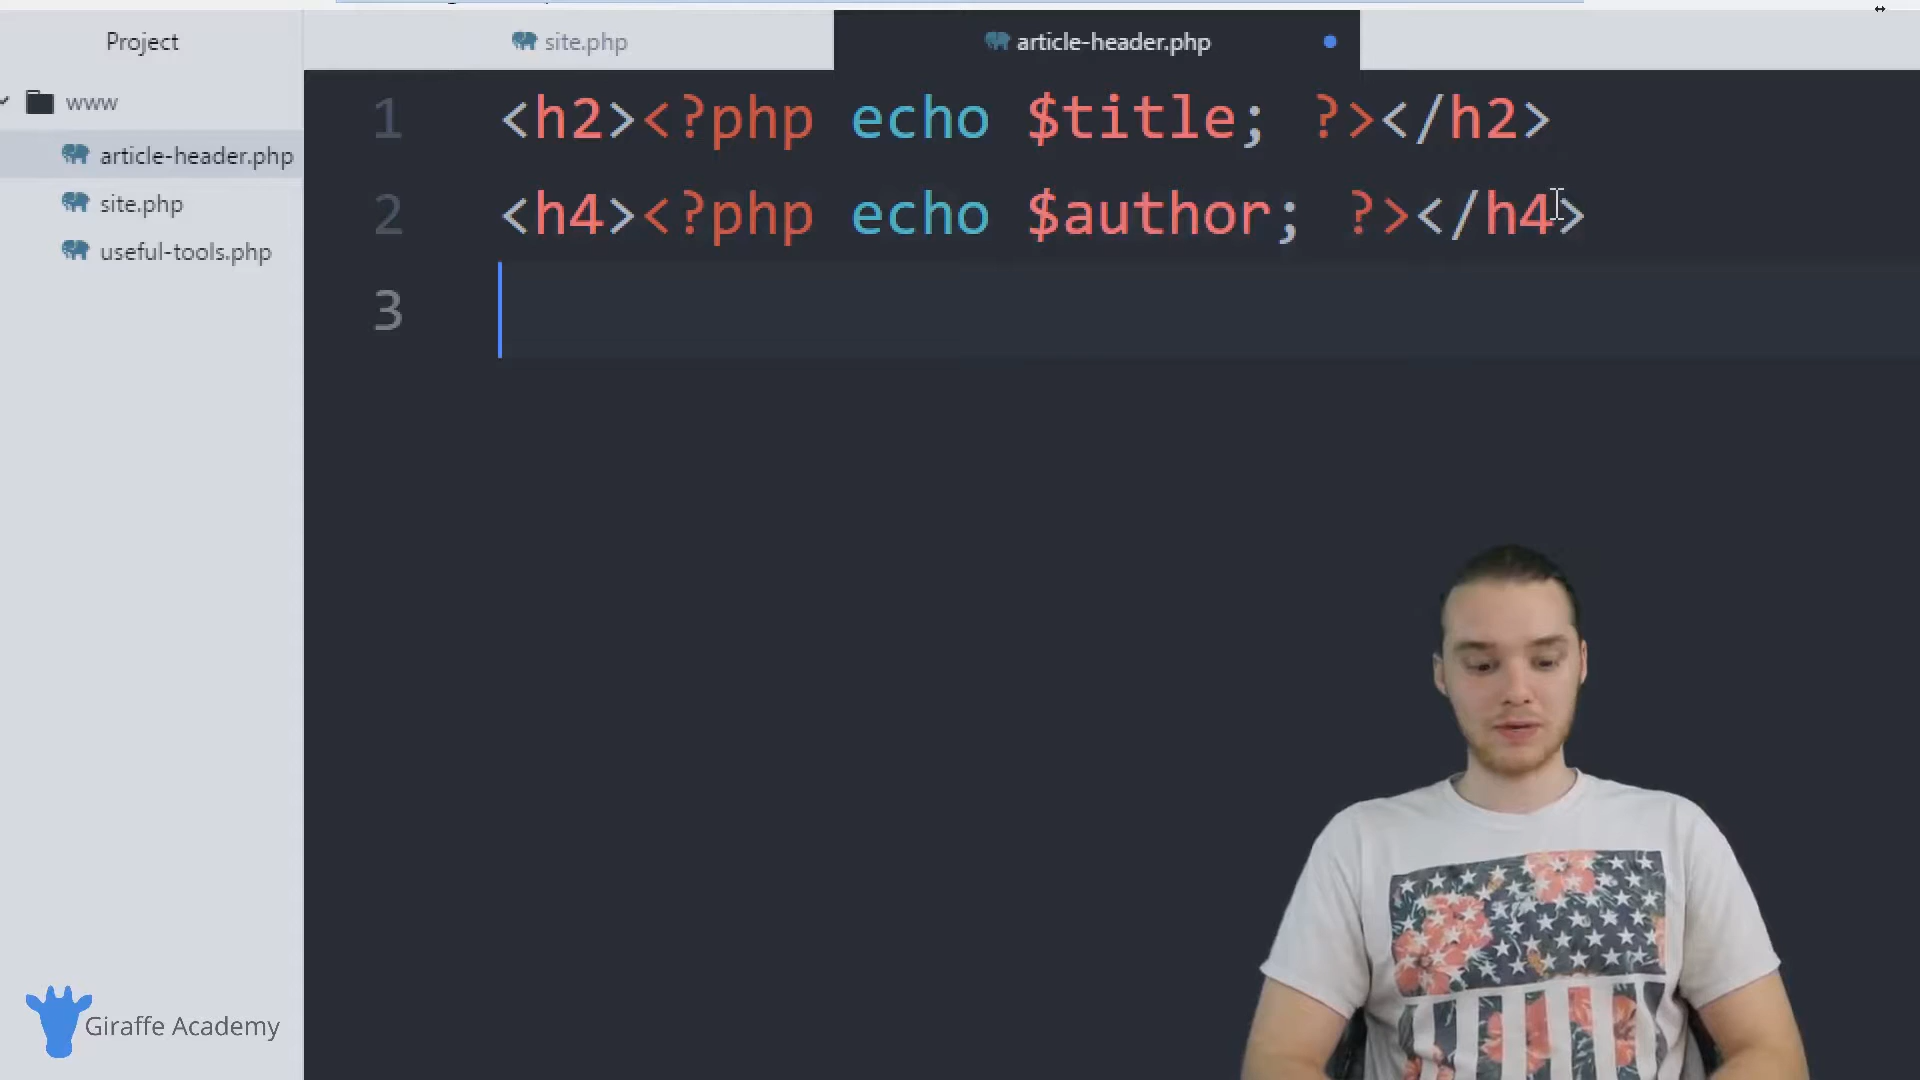 Project
site.php
article-header.php
www
article-header.php
site.php
useful-tools.php
1 <h2><?php echo $title; ?></h2>
2 <h4><?php echo $author; ?></h4>
3
Giraffe Academy